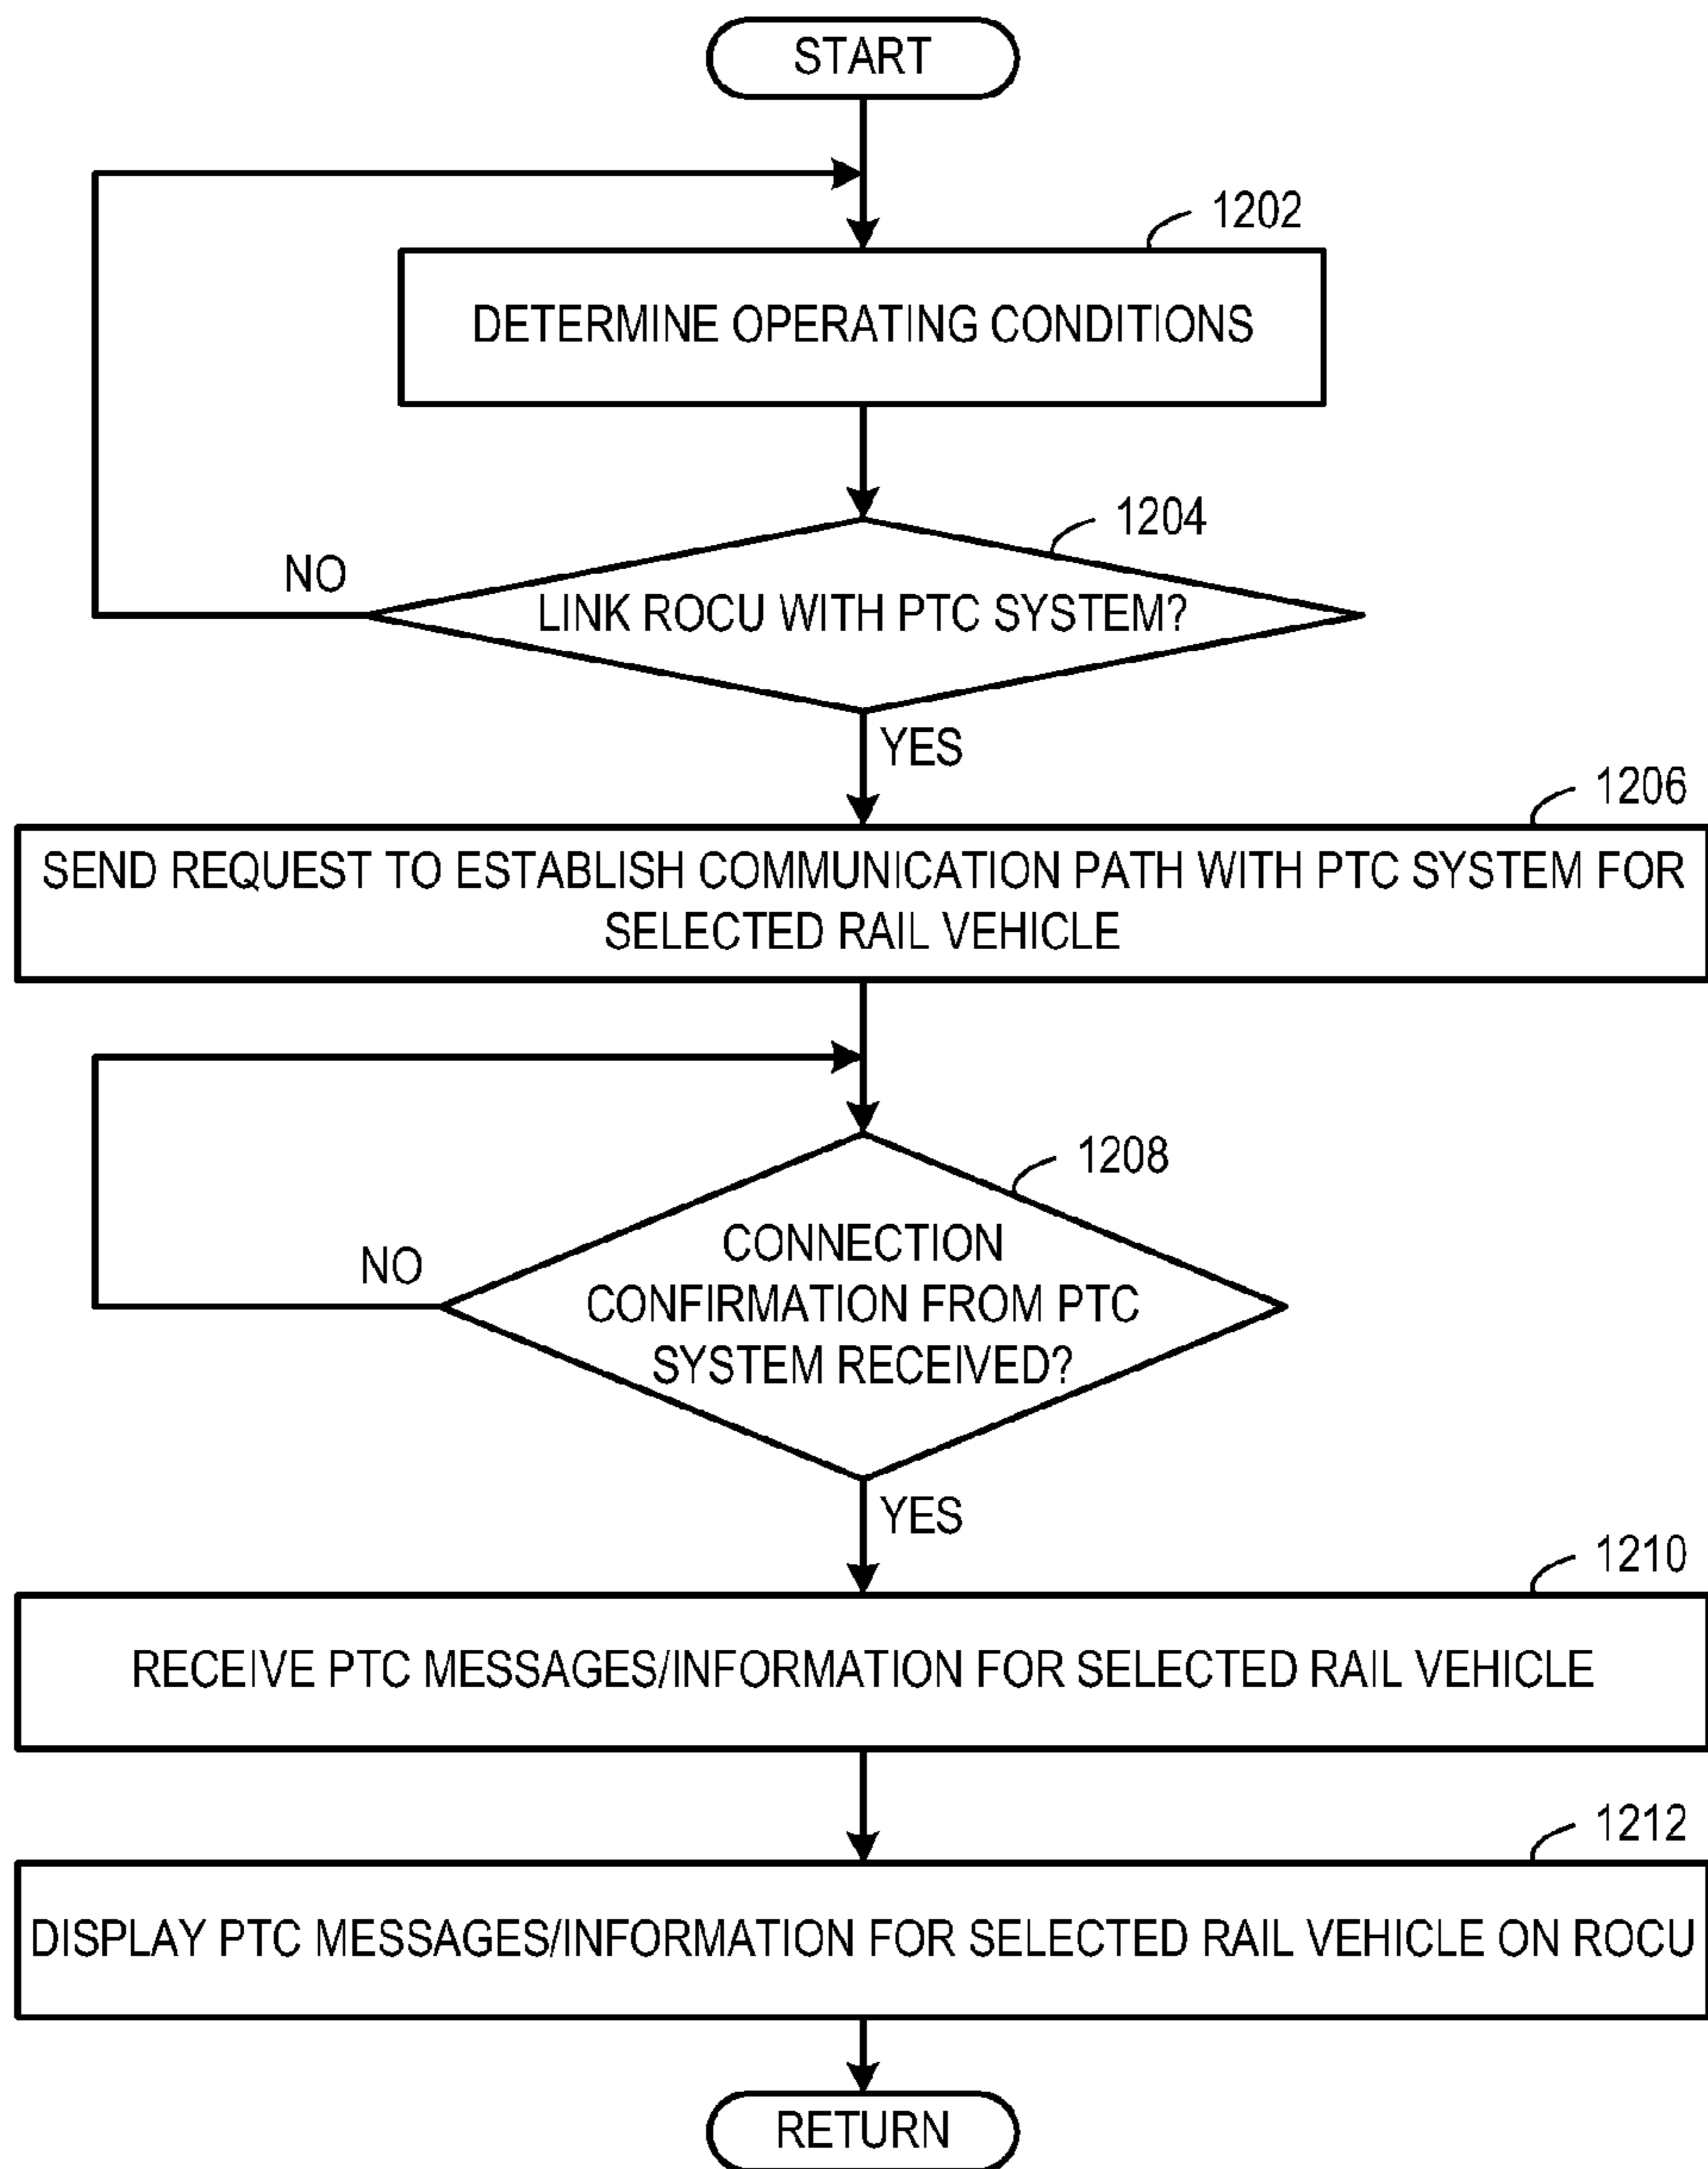 START
1202
DETERMINE OPERATING CONDITIONS
1204
NO
LINK ROCU WITH PTC SYSTEM?
YES
1206
SEND REQUEST TO ESTABLISH COMMUNICATION PATH WITH PTC SYSTEM FOR
SELECTED RAIL VEHICLE
1208
NO
CONNECTION
CONFIRMATION FROM PTC
SYSTEM RECEIVED?
YES
1210
RECEIVE PTC MESSAGES/INFORMATION FOR SELECTED RAIL VEHICLE
1212
DISPLAY PTC MESSAGES/INFORMATION FOR SELECTED RAIL VEHICLE ON ROCU
RETURN